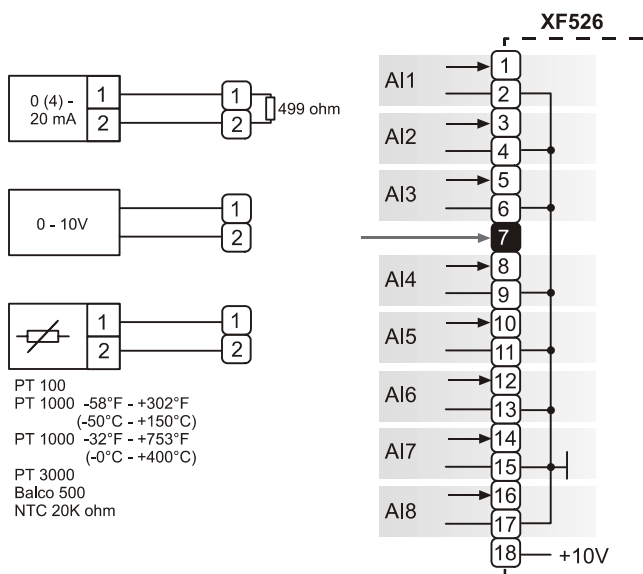 XF526
0 (4) -
20 mA
1
2
1
2
499 ohm
0 - 10V
1
2
1
2
1
2
PT 100
PT 1000 -58°F - +302°F
(-50°C - +150°C)
PT 1000 -32°F - +753°F
(-0°C - +400°C)
PT 3000
Balco 500
NTC 20K ohm
AI1
1
2
AI2
3
4
AI3
5
6
7
AI4
8
9
AI5
10
11
AI6
12
13
AI7
14
15
AI8
16
17
18
+10V